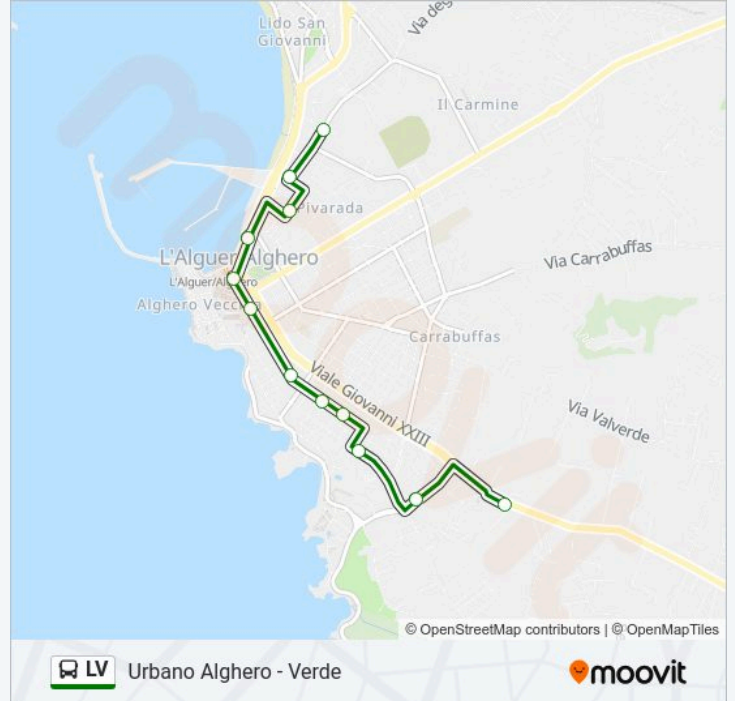 Lido San
Giovanni
Via deg
Il Carmine
Pivarada
L'Alguer/Alghero
Via Carrabuffas
L'Alguer/Alghero
Alghero Vecchia
Carrabuffas
Viale Giovanni XXIII
Via Valverde
© OpenStreetMap contributors | © OpenMapTiles
LV Urbano Alghero - Verde
moovit